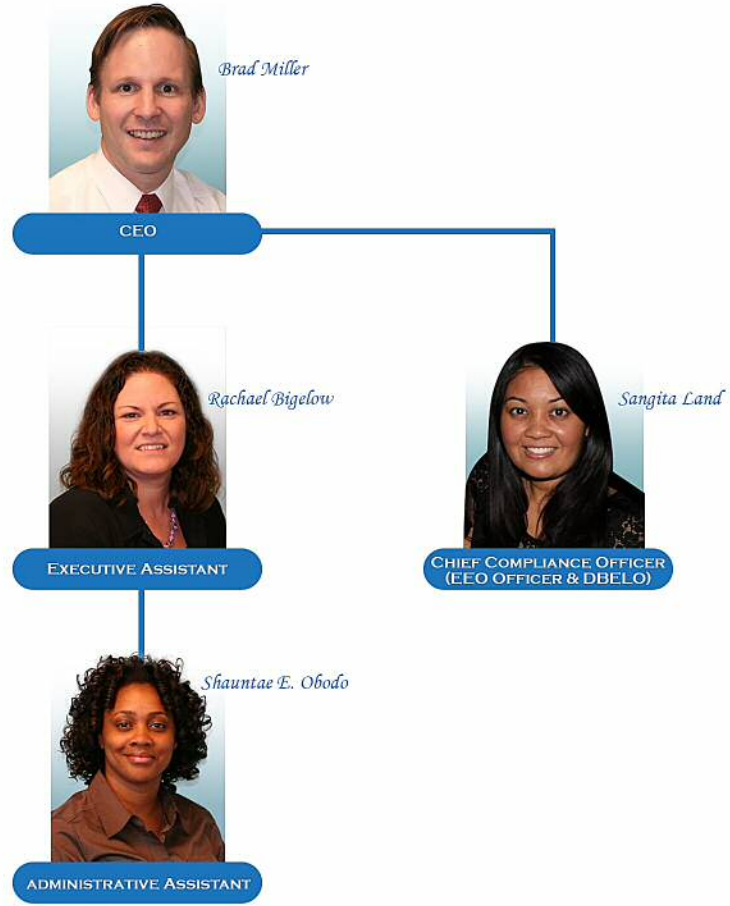 Brad Miller
CEO
Rachael Bigelow
Sangita Land
EXECUTIVE ASSISTANT
CHIEF COMPLIANCE OFFICER
(EEO OFFICER & DBELO)
Shauntae E. Obodo
ADMINISTRATIVE ASSISTANT